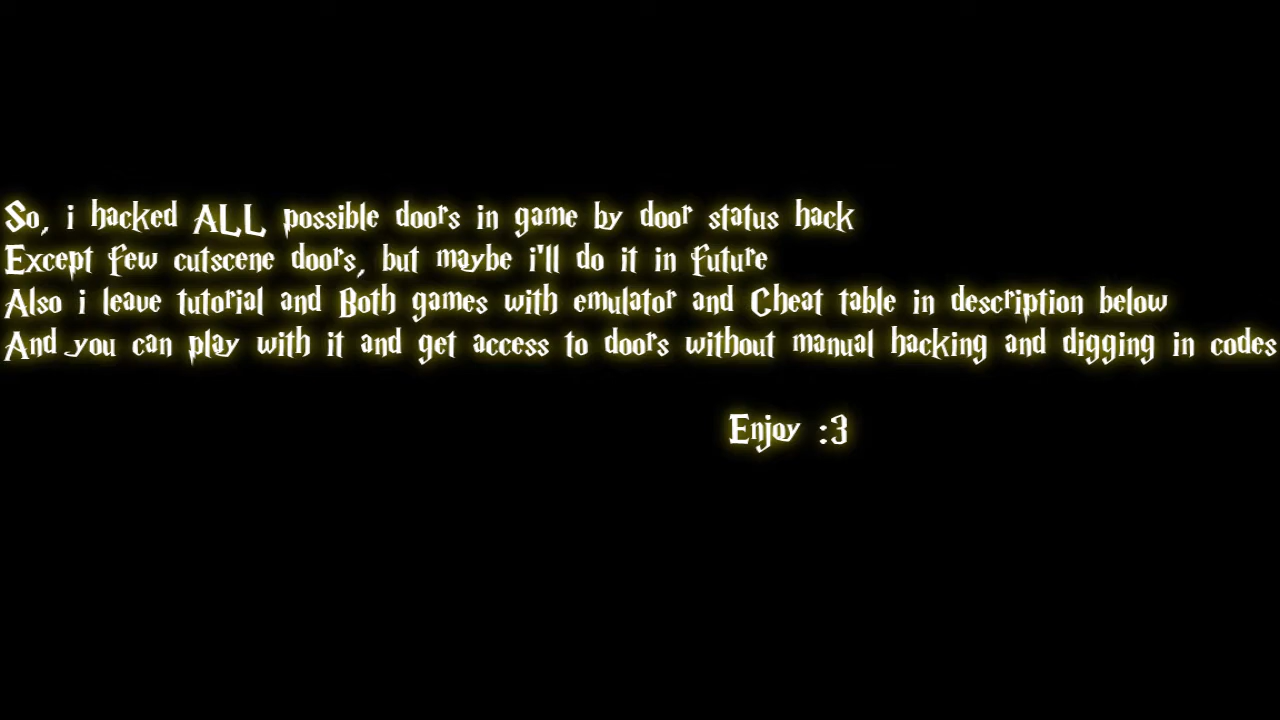 So, i hacked ALL possible doors in game by door status hack
Except few cutscene doors, but maybe i'll do it in future
Also i leave tutorial and Both games with emulator and Cheat table in description below
And you can play with it and get access to doors without manual hacking and digging in codes
Enjoy :3